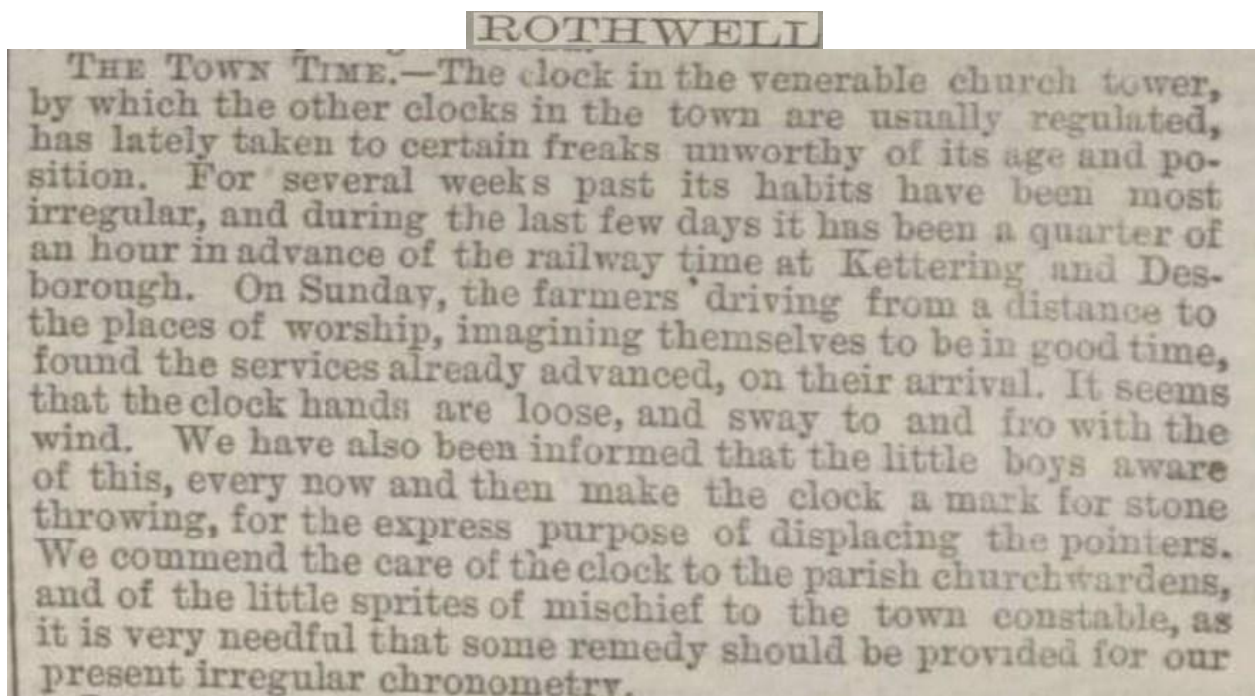 ROTHWELL
THE TOWN TIME.—The clock in the venerable church tower,
by which the other clocks in the town are usually regulated,
has lately taken to certain freaks unworthy of its age and po-
sition. For several weeks past its habits have been most
irregular, and during the last few days it has been a quarter of
an hour in advance of the railway time at Kettering and Des-
borough. On Sunday, the farmers driving from a distance to
the places of worship, imagining themselves to be in good time,
found the services already advanced, on their arrival. It seems
that the clock hands are loose, and sway to and fro with the
wind. We have also been informed that the little boys aware
of this, every now and then make the clock a mark for stone
throwing, for the express purpose of displacing the pointers.
We commend the care of the clock to the parish churchwardens,
and of the little sprites of mischief to the town constable, as
it is very needful that some remedy should be provided for our
present irregular chronometry.